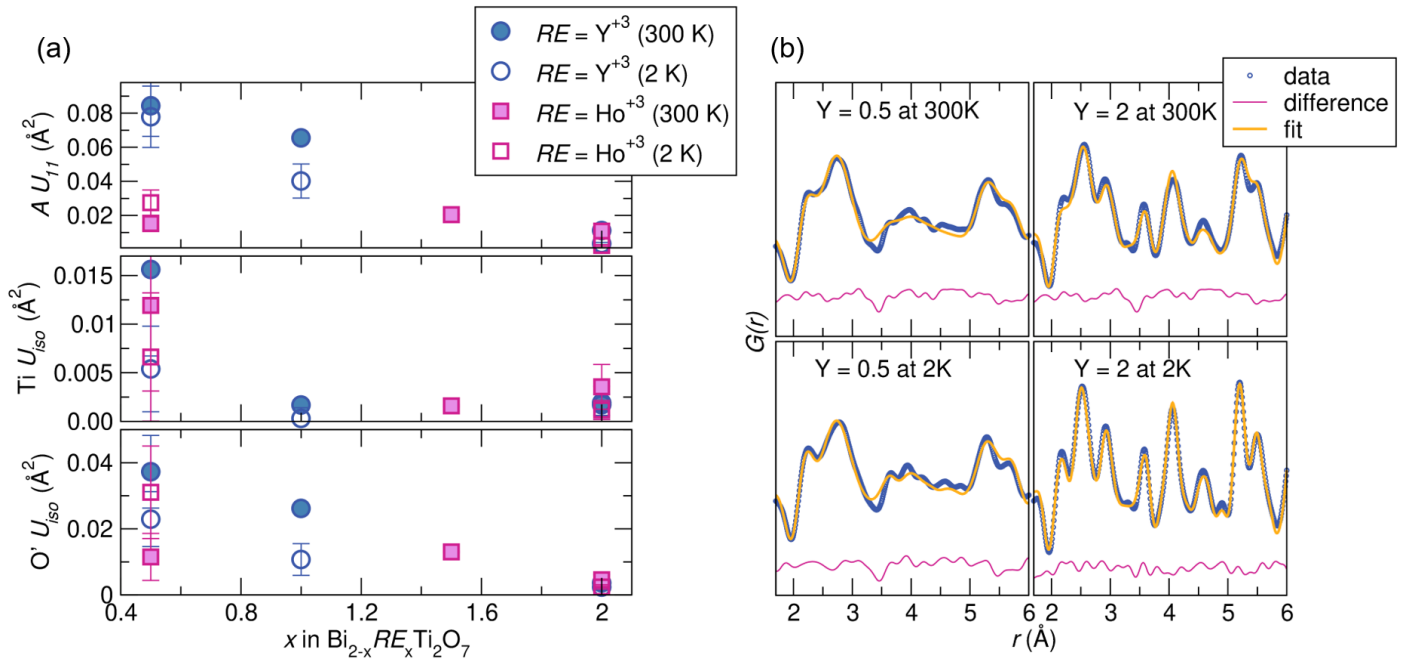 (a)
RE = Y+3 (300 K)
RE = Y+3 (2 K)
RE = Ho+3 (300 K)
RE = Ho+3 (2 K)
A U11 (Å2)
0.08
0.06
0.04
0.02
Ti Uiso (Å2)
0.015
0.01
0.005
0.00
O' Uiso (Å2)
0.04
0.02
0
0.4
0.8
1.2
1.6
2
x in Bi2-xRExTi2O7
(b)
data
difference
fit
Y = 0.5 at 300K
Y = 2 at 300K
Y = 0.5 at 2K
Y = 2 at 2K
G(r)
2
3
4
5
2
3
4
5
6
r (Å)